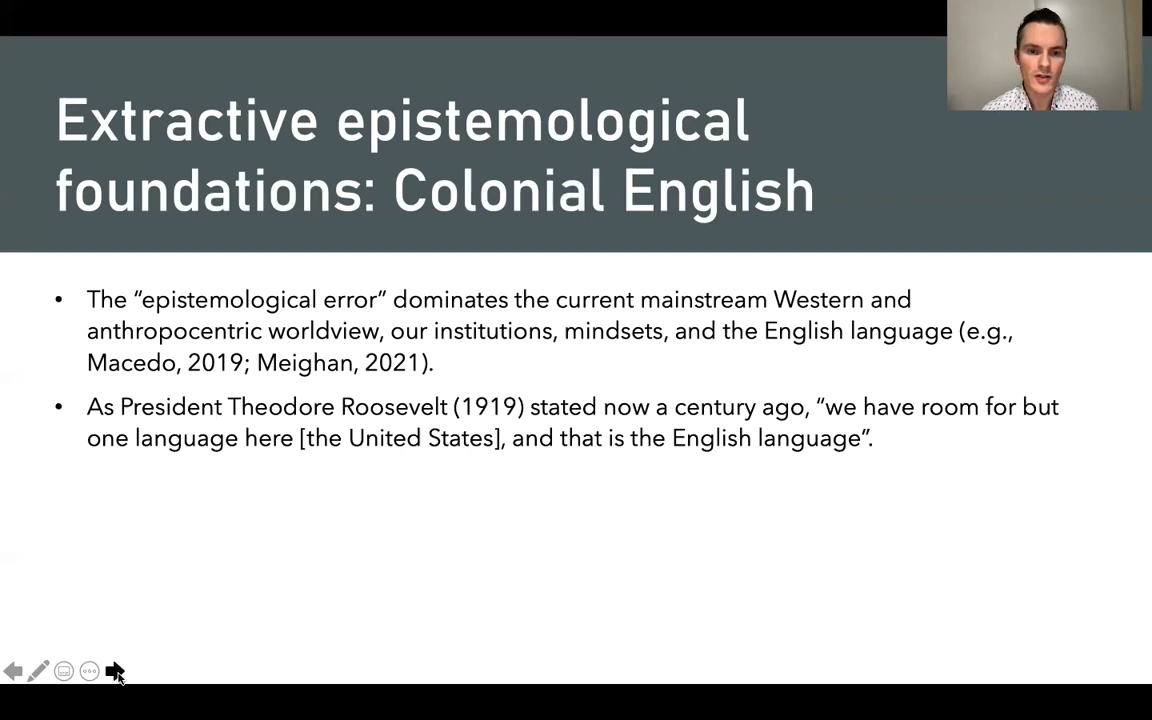 Extractive epistemological
foundations: Colonial English
• The “epistemological error” dominates the current mainstream Western and
anthropocentric worldview, our institutions, mindsets, and the English language (e.g.,
Macedo, 2019; Meighan, 2021).
• As President Theodore Roosevelt (1919) stated now a century ago, “we have room for but
one language here [the United States], and that is the English language”.